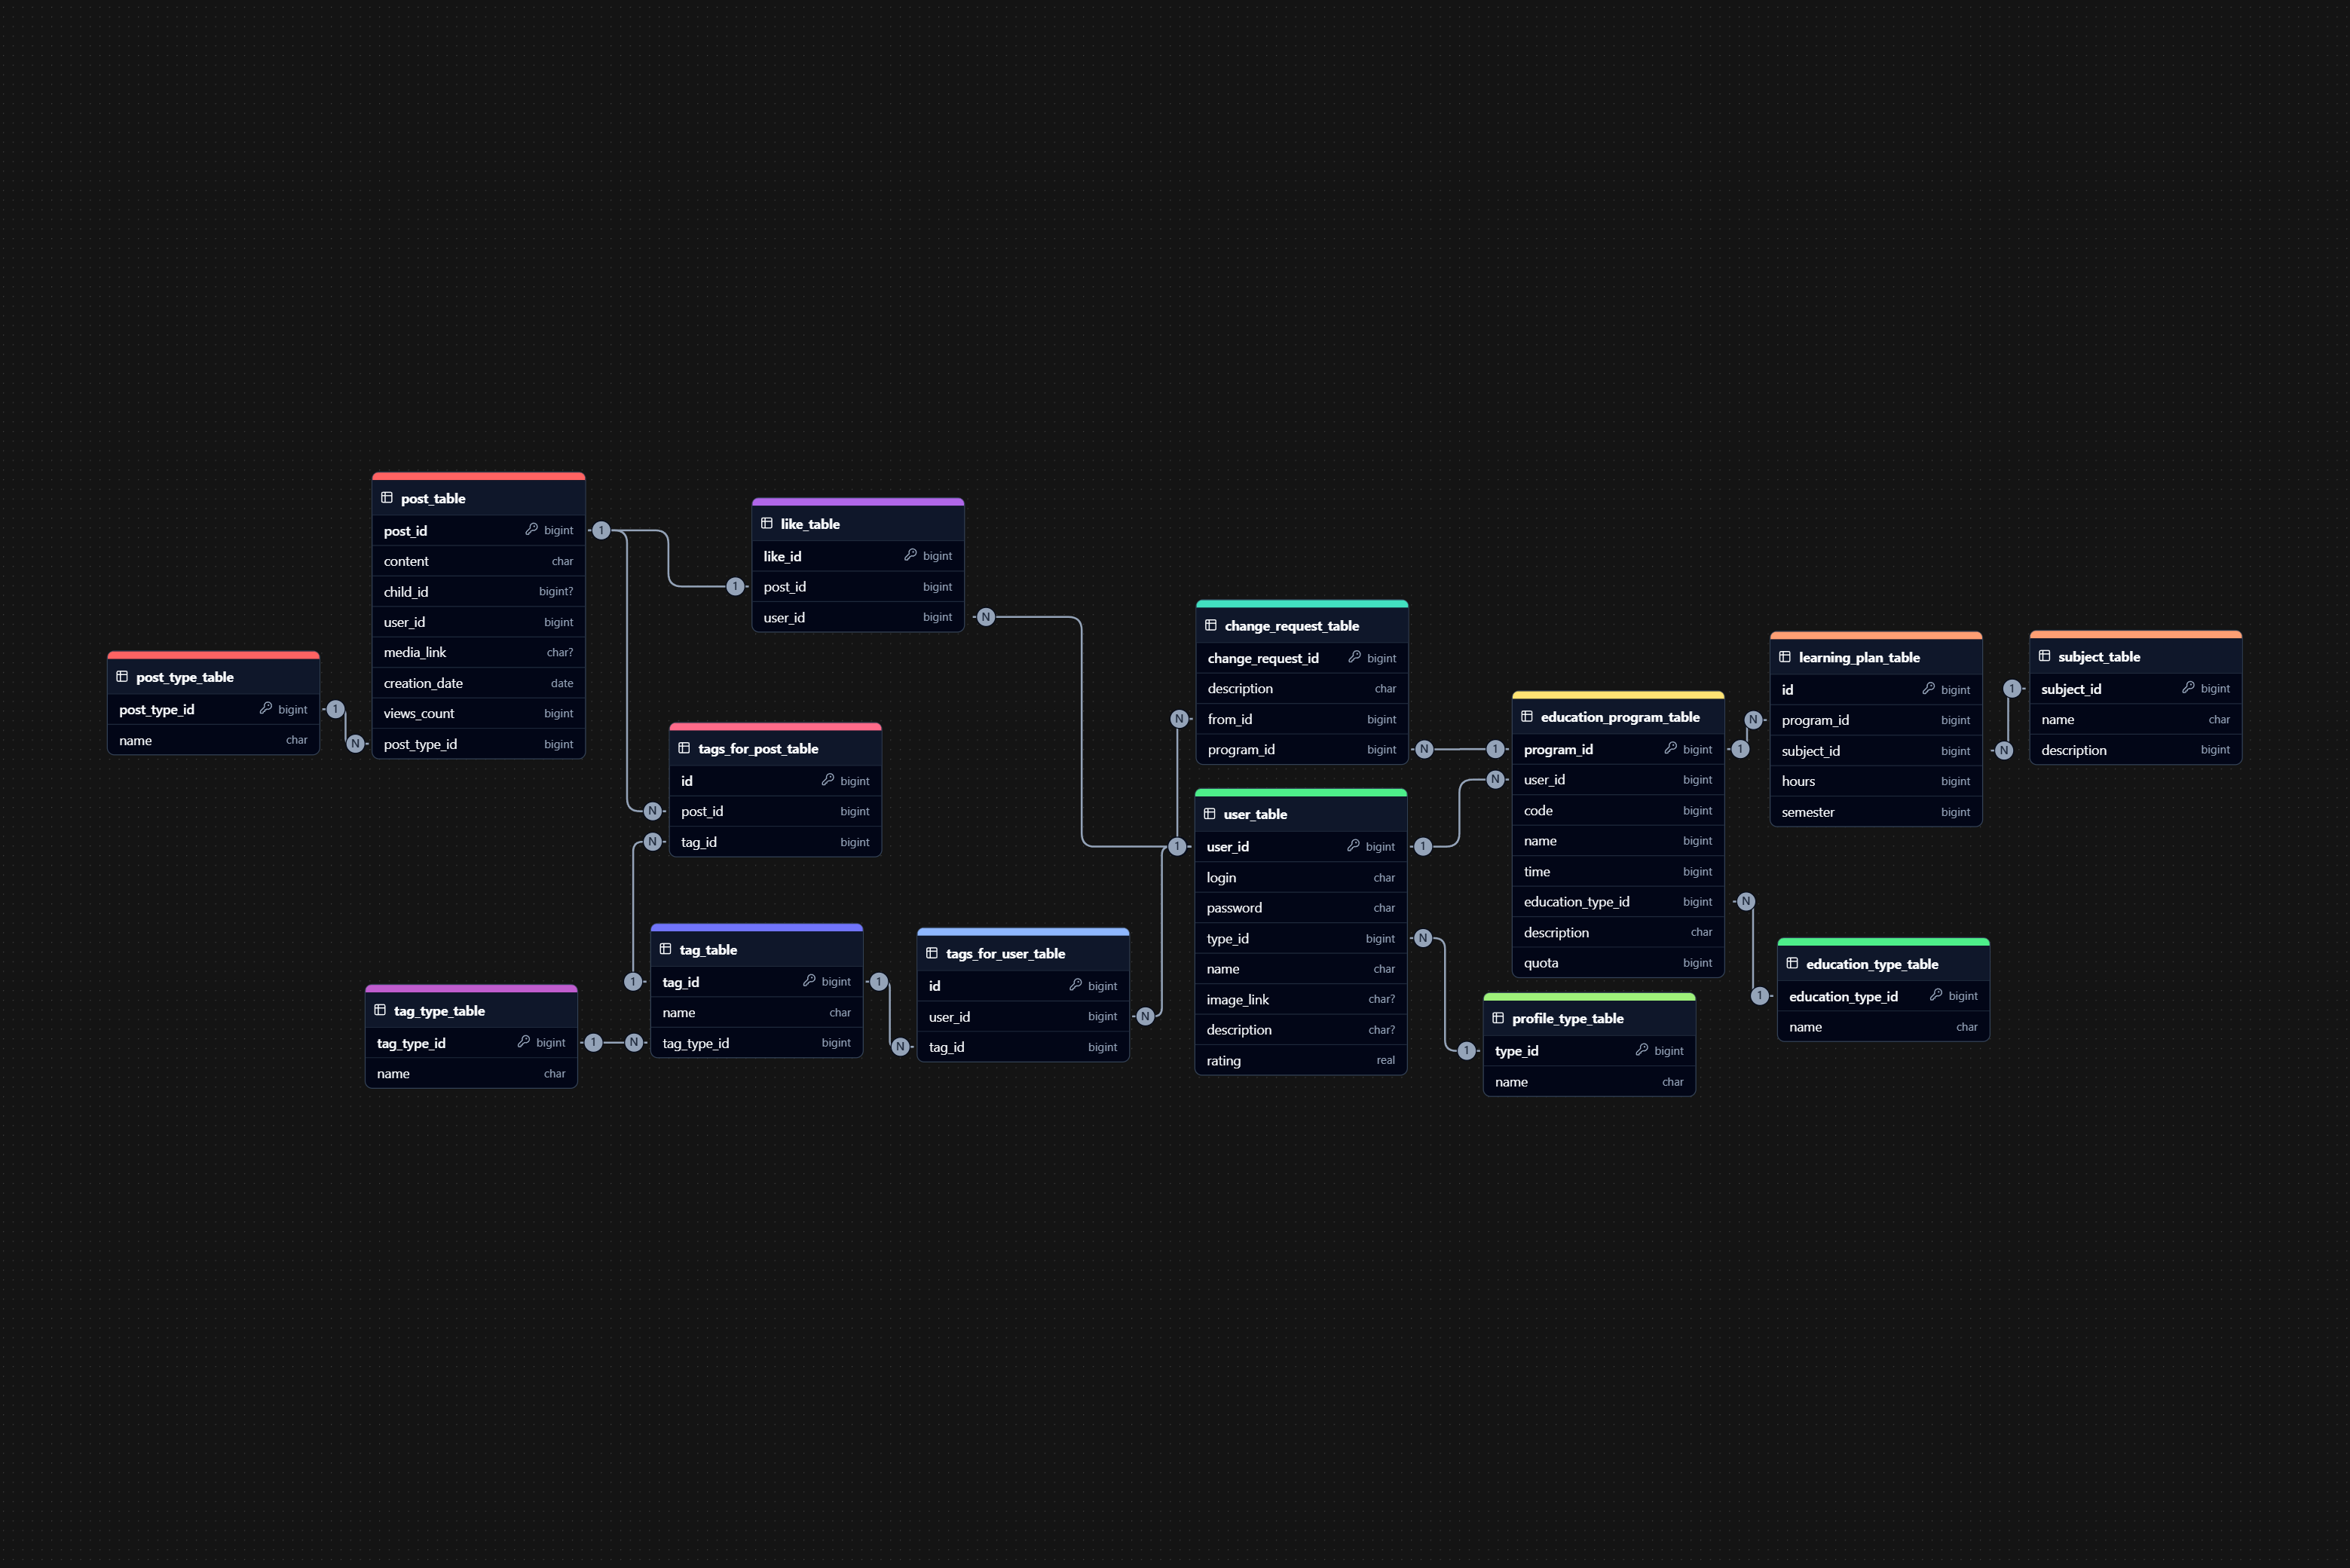 post_table
post_id bigint
content char
child_id bigint?
user_id bigint
media_link char?
creation_date date
views_count bigint
post_type_id bigint
like_table
like_id bigint
post_id bigint
user_id bigint
post_type_table
post_type_id bigint
name char
tags_for_post_table
id bigint
post_id bigint
tag_id bigint
tag_type_table
tag_type_id bigint
name char
tag_table
tag_id bigint
name char
tag_type_id bigint
tags_for_user_table
id bigint
user_id bigint
tag_id bigint
change_request_table
change_request_id bigint
description char
from_id bigint
program_id bigint
user_table
user_id bigint
login char
password char
type_id bigint
name char
image_link char?
description char?
rating real
education_program_table
program_id bigint
user_id bigint
code bigint
name bigint
time bigint
education_type_id bigint
description char
quota bigint
profile_type_table
type_id bigint
name char
learning_plan_table
id bigint
program_id bigint
subject_id bigint
hours bigint
semester bigint
subject_table
subject_id bigint
name char
description bigint
education_type_table
education_type_id bigint
name char
1
1
N
N
1
N
1
N
1
N
1
N
N
N
1
1
N
1
N
N
1
1
N
N
1
N
1